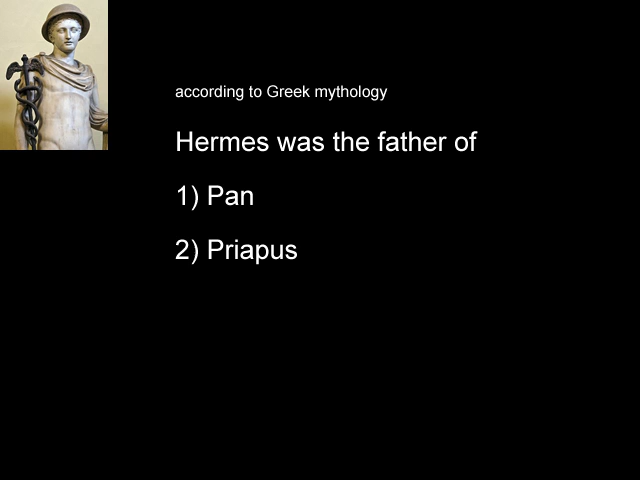 according to Greek mythology
Hermes was the father of
1) Pan
2) Priapus